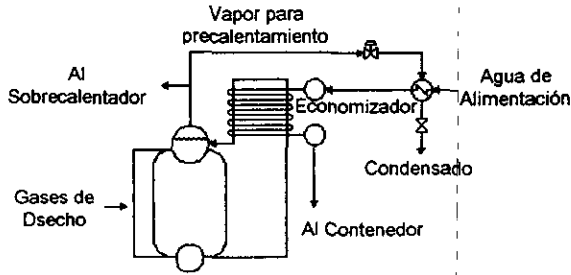 Vapor para
precalentamiento
Al
Sobrecalentador
Economizador
Agua de
Alimentación
Condensado
Gases de
Dsecho
Al Contenedor